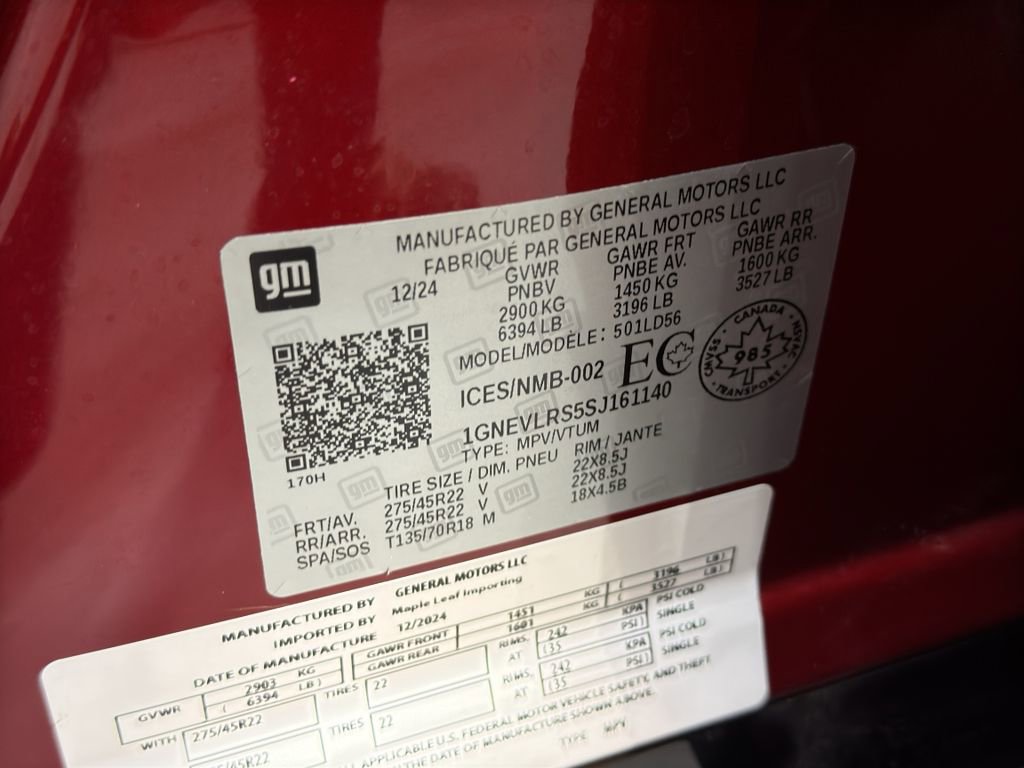 MANUFACTURED BY GENERAL MOTORS LLC
FABRIQUÉ PAR GENERAL MOTORS LLC
gm
12/24
GVWR
PNBV
2900 KG
6394 LB
GAWR FRT
PNBE AV.
1450 KG
3196 LB
GAWR RR
PNBE ARR.
1600 KG
3527 LB
MODEL/MODÈLE: 501LD56
ICES/NMB-002 EC
CANADA
CMVSS
985
NSVAC
TRANSPORT
1GNEVLRS5SJ161140
TYPE: MPV/VTUM
170H
TIRE SIZE / DIM. PNEU RIM / JANTE
FRT/AV. 275/45R22 V 22X8.5J
RR/ARR. 275/45R22 V 22X8.5J
SPA/SOS T135/70R18 M 18X4.5B
MANUFACTURED BY GENERAL MOTORS LLC
IMPORTED BY Maple Leaf Importing
DATE OF MANUFACTURE 12/2024
GVWR 2903 KG
( 6394 LB )
GAWR FRONT 1451 KG ( 3196 LB )
GAWR REAR 1601 KG ( 3527 LB )
WITH 275/45R22 TIRES 22 RIMS, AT 242 KPA (35 PSI ) PSI COLD SINGLE
TIRES 22 RIMS, AT 242 KPA (35 PSI ) PSI COLD SINGLE
APPLICABLE U.S. FEDERAL MOTOR VEHICLE SAFETY, AND THEFT
THE DATE OF MANUFACTURE SHOWN ABOVE.
TYPE MPV